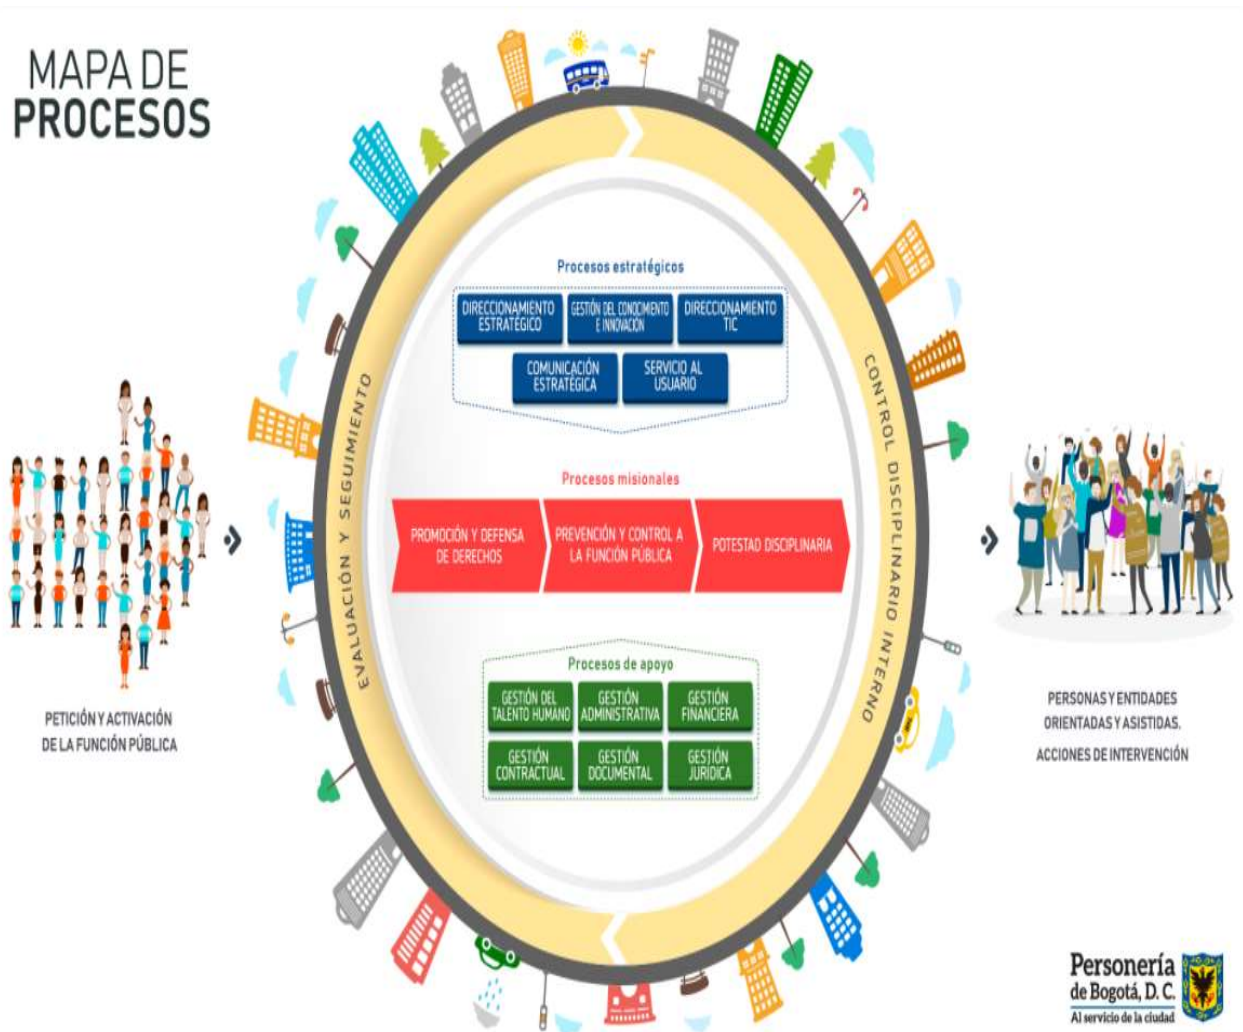 MAPA DE
PROCESOS
Procesos estratégicos
DIRECCIONAMIENTO
ESTRATÉGICO
GESTIÓN DEL CONOCIMIENTO
E INNOVACIÓN
DIRECCIONAMIENTO
TIC
COMUNICACIÓN
ESTRATÉGICA
SERVICIO AL
USUARIO
EVALUACIÓN Y SEGUIMIENTO
CONTROL DISCIPLINARIO INTERNO
Procesos misionales
PROMOCIÓN Y DEFENSA
DE DERECHOS
PREVENCIÓN Y CONTROL A
LA FUNCIÓN PÚBLICA
POTESTAD DISCIPLINARIA
Procesos de apoyo
GESTIÓN DEL
TALENTO HUMANO
GESTIÓN
ADMINISTRATIVA
GESTIÓN
FINANCIERA
GESTIÓN
CONTRACTUAL
GESTIÓN
DOCUMENTAL
GESTIÓN
JURÍDICA
PETICIÓN Y ACTIVACIÓN
DE LA FUNCIÓN PÚBLICA
PERSONAS Y ENTIDADES
ORIENTADAS Y ASISTIDAS.
ACCIONES DE INTERVENCIÓN
Personería
de Bogotá, D. C.
Al servicio de la ciudad